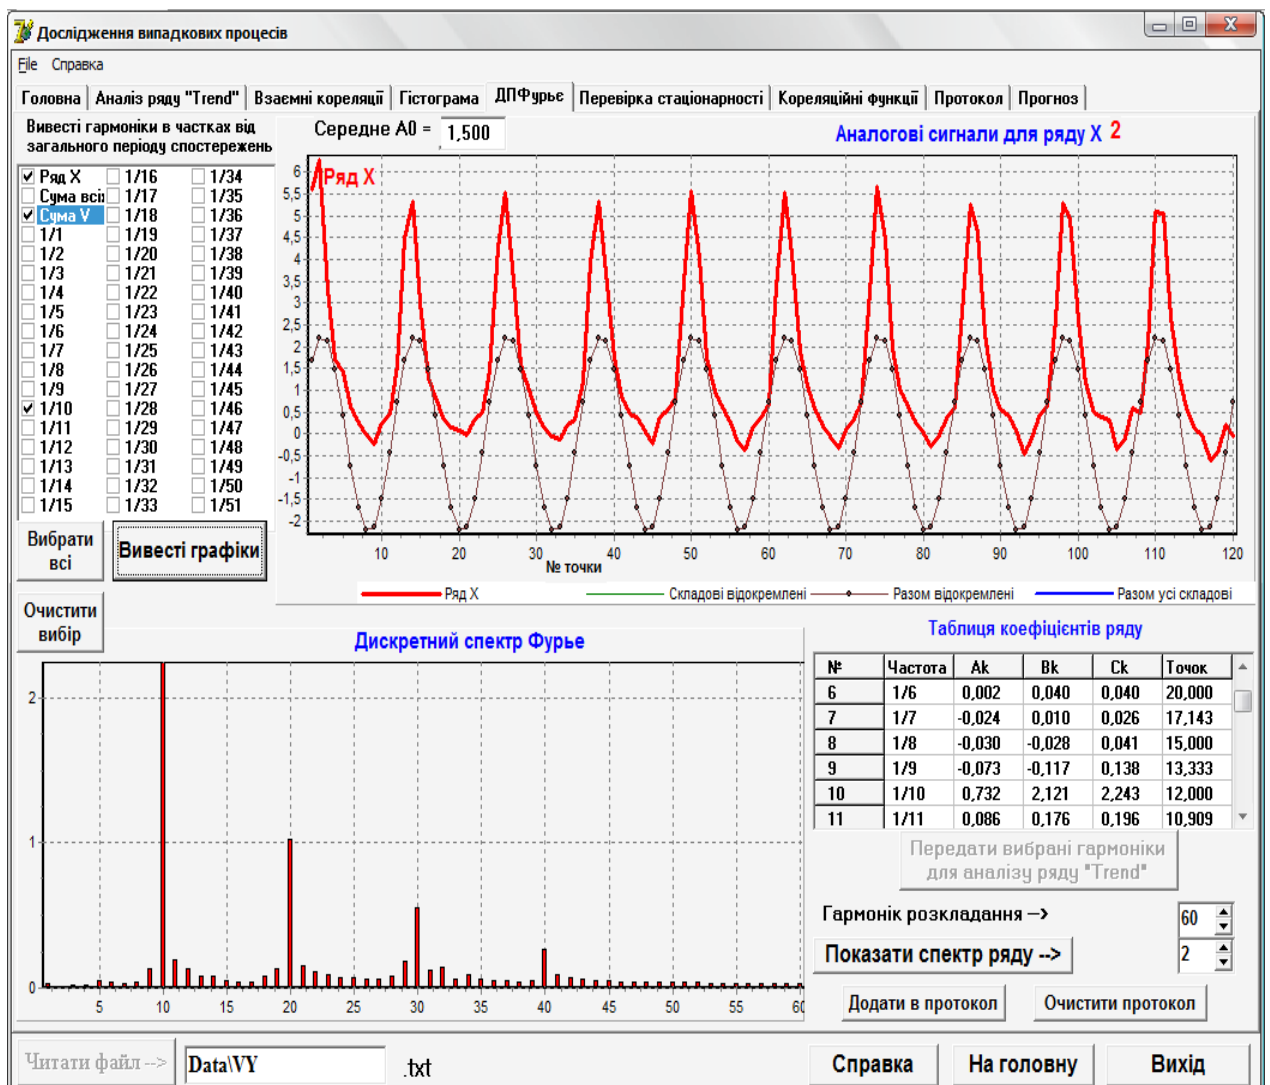 Дослідження випадкових процесів
File Справка
Головна Аналіз ряду "Trend" Взаємні кореляції Гістограма ДПФурье Перевірка стаціонарності Кореляційні функції Протокол Прогноз
Вивесті гармоніки в частках від
загального періоду спостережень
Середне A0 = 1,500
Аналогові сигнали для ряду X 2
Ряд X 1/16 1/34
Сума всіх 1/17 1/35
Сума V 1/18 1/36
1/1 1/19 1/37
1/2 1/20 1/38
1/3 1/21 1/39
1/4 1/22 1/40
1/5 1/23 1/41
1/6 1/24 1/42
1/7 1/25 1/43
1/8 1/26 1/44
1/9 1/27 1/45
1/10 1/28 1/46
1/11 1/29 1/47
1/12 1/30 1/48
1/13 1/31 1/49
1/14 1/32 1/50
1/15 1/33 1/51
Вибрати
всі
Вивесті графіки
Очистити
вибір
Ряд X
6
5,5
5
4,5
4
3,5
3
2,5
2
1,5
1
0,5
0
-0,5
-1
-1,5
-2
10 20 30 40 50 60 70 80 90 100 110 120
№ точки
Ряд X Складові відокремлені Разом відокремлені Разом усі складові
Дискретний спектр Фурье
2
1
0
5 10 15 20 25 30 35 40 45 50 55 60
Таблиця коефіцієнтів ряду
№ Частота Ak Bk Ck Точок
6 1/6 0,002 0,040 0,040 20,000
7 1/7 -0,024 0,010 0,026 17,143
8 1/8 -0,030 -0,028 0,041 15,000
9 1/9 -0,073 -0,117 0,138 13,333
10 1/10 0,732 2,121 2,243 12,000
11 1/11 0,086 0,176 0,196 10,909
Передати вибрані гармоніки
для аналізу ряду "Trend"
Гармонік розкладання --> 60
Показати спектр ряду --> 2
Додати в протокол Очистити протокол
Читати файл --> Data\VY .txt
Справка На головну Вихід